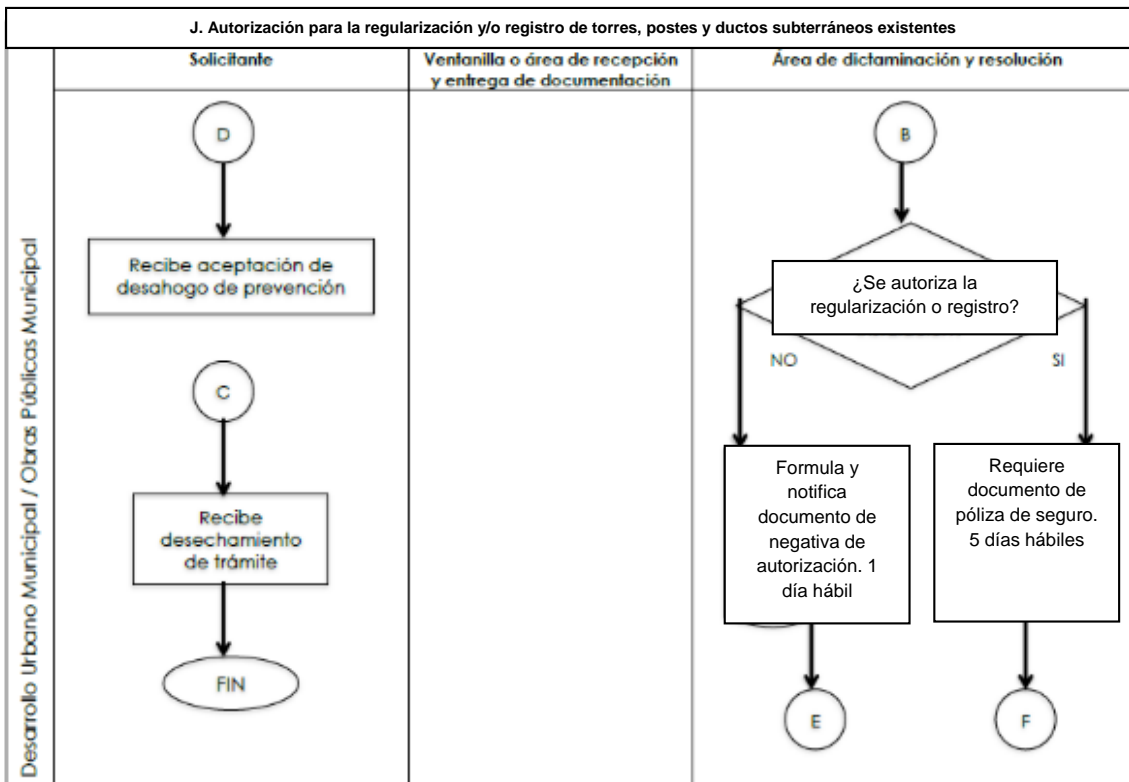 J. Autorización para la regularización y/o registro de torres, postes y ductos subterráneos existentes
Solicitante
Ventanilla o área de recepción
y entrega de documentación
Área de dictaminación y resolución
Desarrollo Urbano Municipal / Obras Públicas Municipal
D
Recibe aceptación de
desahogo de prevención
C
Recibe
desechamiento
de trámite
FIN
B
¿Se autoriza la
regularización o registro?
NO
SI
Formula y
notifica
documento de
negativa de
autorización. 1
día hábil
Requiere
documento de
póliza de seguro.
5 días hábiles
E
F